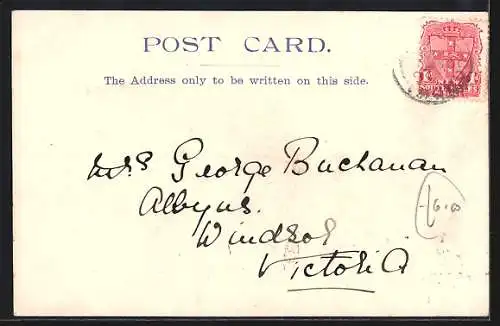 POST CARD.
The Address only to be written on this side.
Mrs George Buchanan
Albyns.
Windsor
Victoria